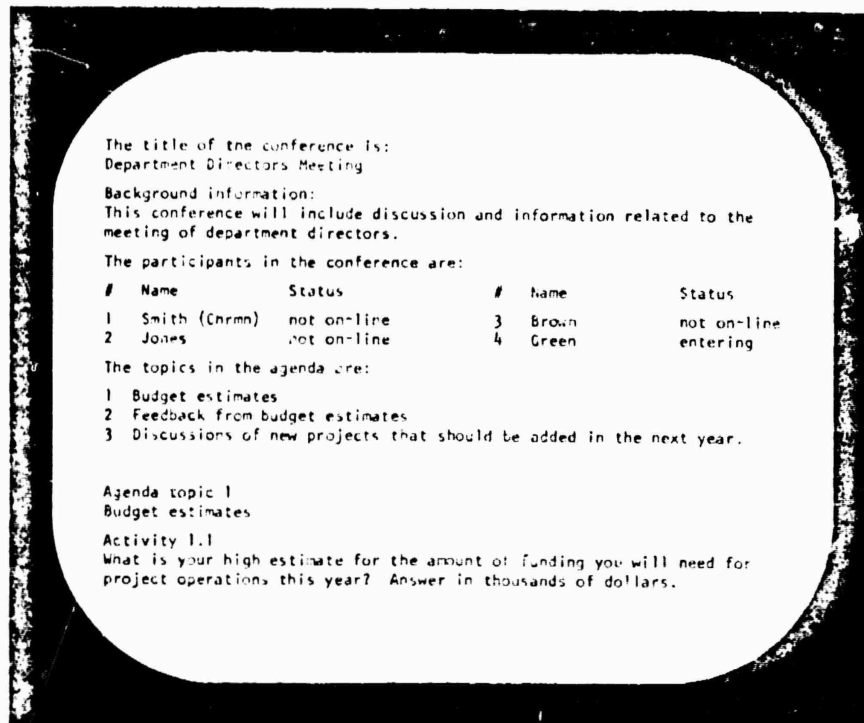 The title of the conference is:
Department Directors Meeting
Background information:
This conference will include discussion and information related to the
meeting of department directors.
The participants in the conference are:
# Name Status # Name Status
1 Smith (Chrmn) not on-line 3 Brown not on-line
2 Jones not on-line 4 Green entering
The topics in the agenda are:
1 Budget estimates
2 Feedback from budget estimates
3 Discussions of new projects that should be added in the next year.
Agenda topic 1
Budget estimates
Activity 1.1
What is your high estimate for the amount of funding you will need for
project operations this year? Answer in thousands of dollars.